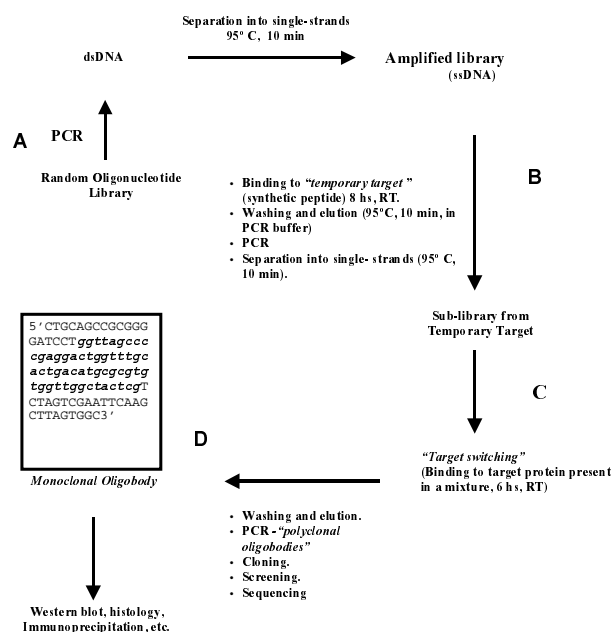 Separation into single-strands
95º C, 10 min
dsDNA
Amplified library
(ssDNA)
A
PCR
Random Oligonucleotide
Library
B
• Binding to “temporary target ”
(synthetic peptide) 8 hs, RT.
• Washing and elution (95ºC, 10 min, in
PCR buffer)
• PCR
• Separation into single- strands (95º C,
10 min).
Sub-library from
Temporary Target
C
“Target switching”
(Binding to target protein present
in a mixture, 6 hs, RT)
D
• Washing and elution.
• PCR -“polyclonal
oligobodies”
• Cloning.
• Screening.
• Sequencing
5’CTGCAGCCGCGGG
GATCCTggttagccc
cgaggactggtttgc
actgacatgcgcgtg
tggttggctactcgT
CTAGTCGAATTCAAG
CTTAGTGGC3’
Monoclonal Oligobody
Western blot, histology,
Immunoprecipitation, etc.